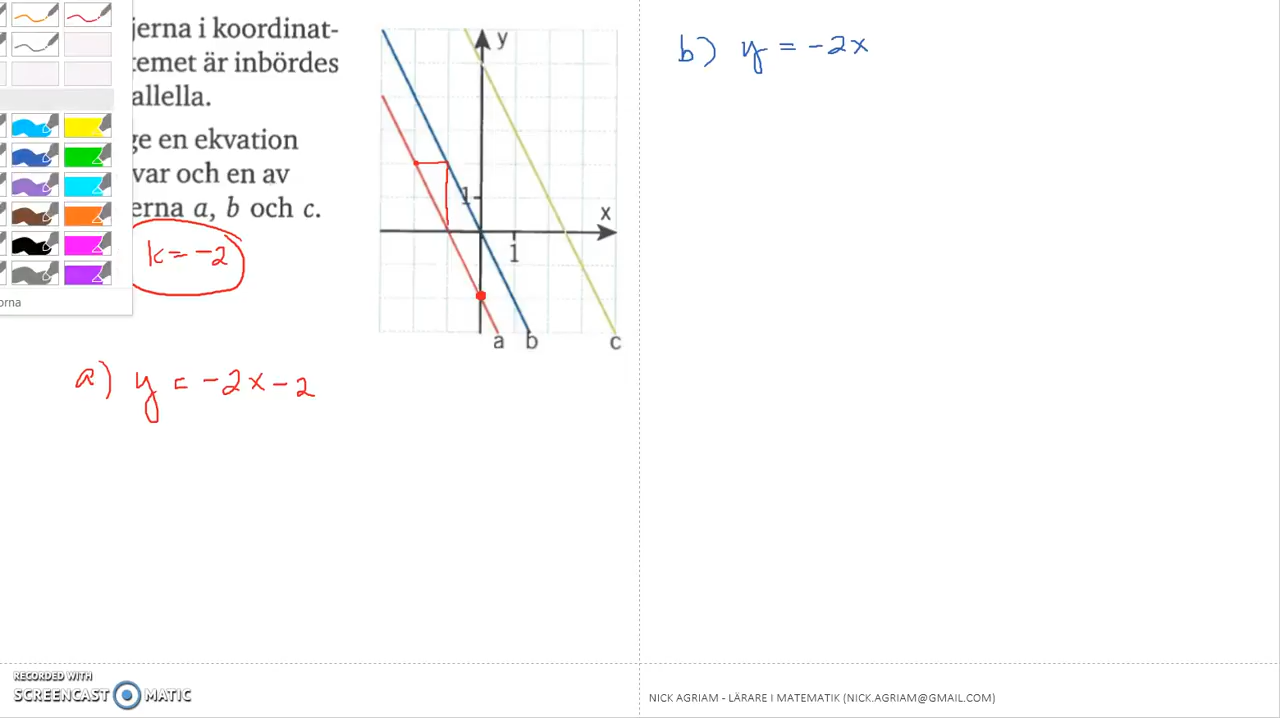 jerna i koordinat-
temet är inbördes
allella.
ge en ekvation
var och en av
erna a, b och c.
k = -2
a) y = -2x - 2
y
1
x
1
a b c
b) y = -2x
orna
RECORDED WITH
SCREENCAST MATIC
NICK AGRIAM - LÄRARE I MATEMATIK (NICK.AGRIAM@GMAIL.COM)